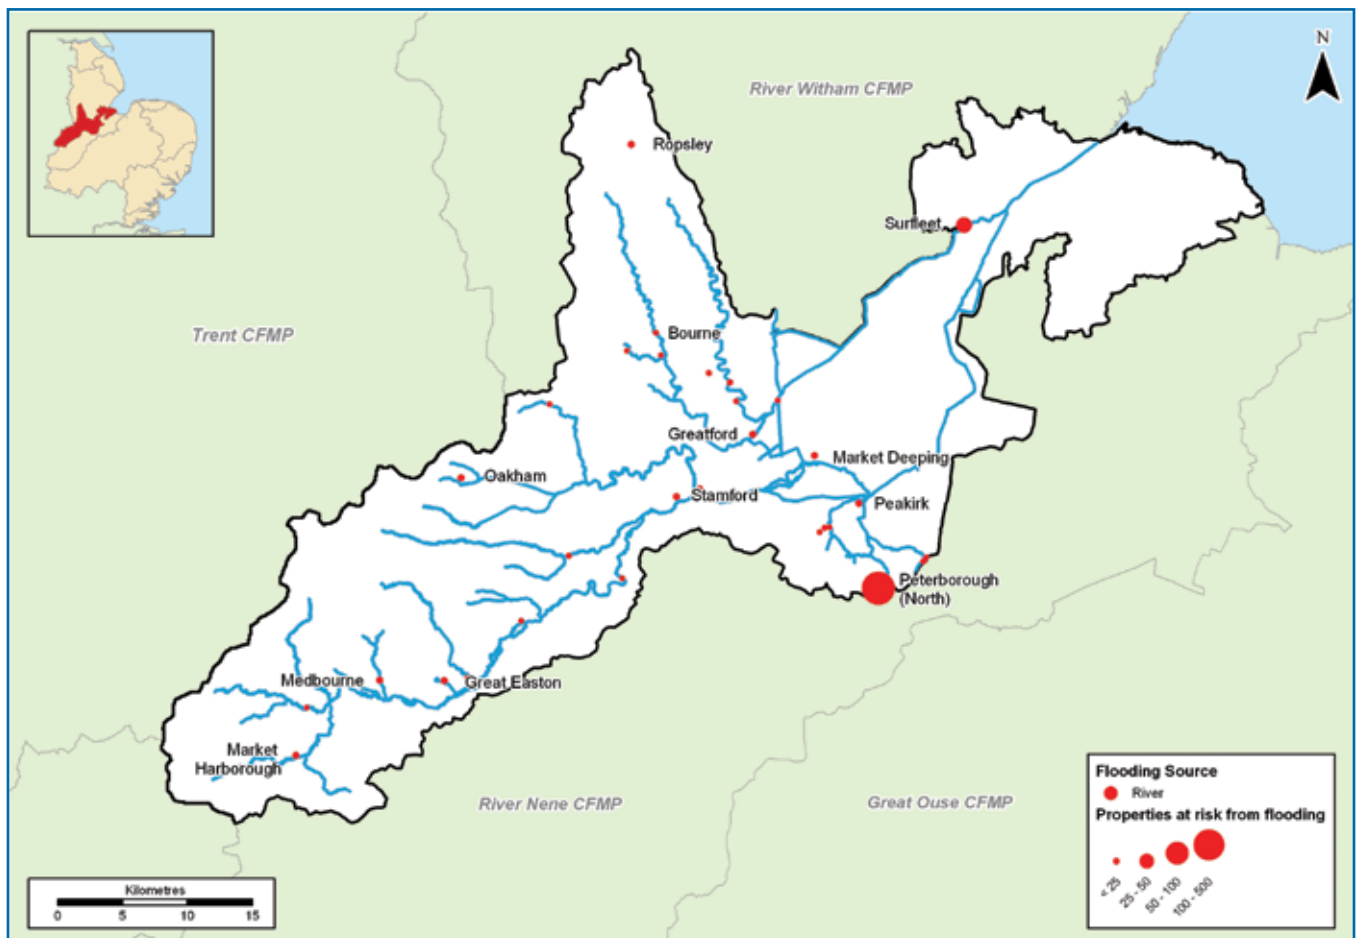 N
River Witham CFMP
Ropsley
Surfleet
Trent CFMP
Bourne
Greatford
Market Deeping
Oakham
Stamford
Peakirk
Peterborough
(North)
Medbourne
Great Easton
Market
Harborough
River Nene CFMP
Great Ouse CFMP
Flooding Source
River
Properties at risk from flooding
< 25
25 - 50
50 - 100
100 - 500
Kilometres
0 5 10 15